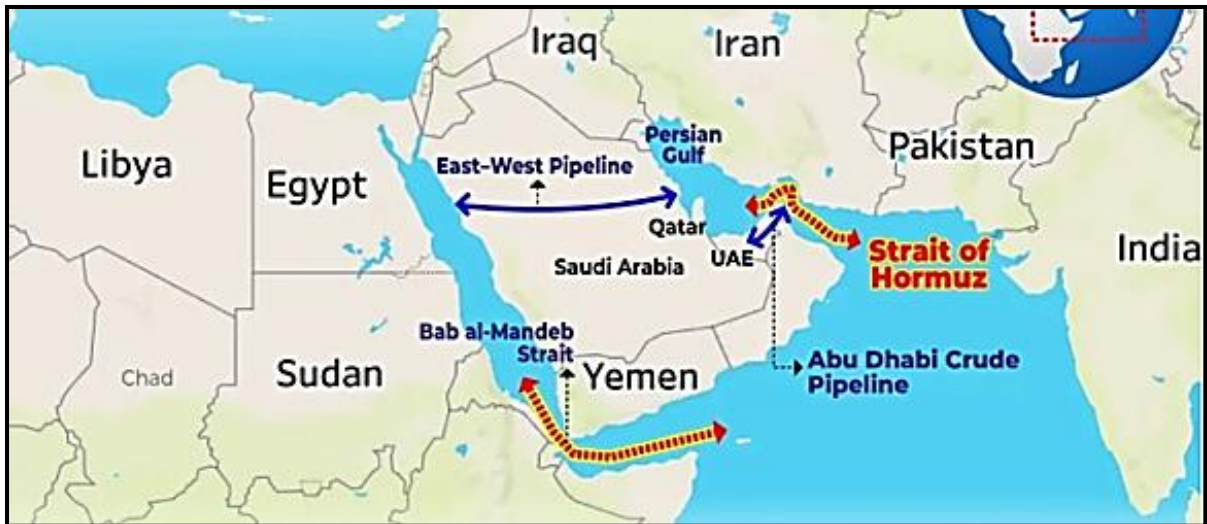 Iraq
Iran
Libya
Egypt
East-West Pipeline
Persian
Gulf
Pakistan
Qatar
UAE
Saudi Arabia
Strait of
Hormuz
India
Bab al-Mandeb
Strait
Chad
Sudan
Yemen
Abu Dhabi Crude
Pipeline